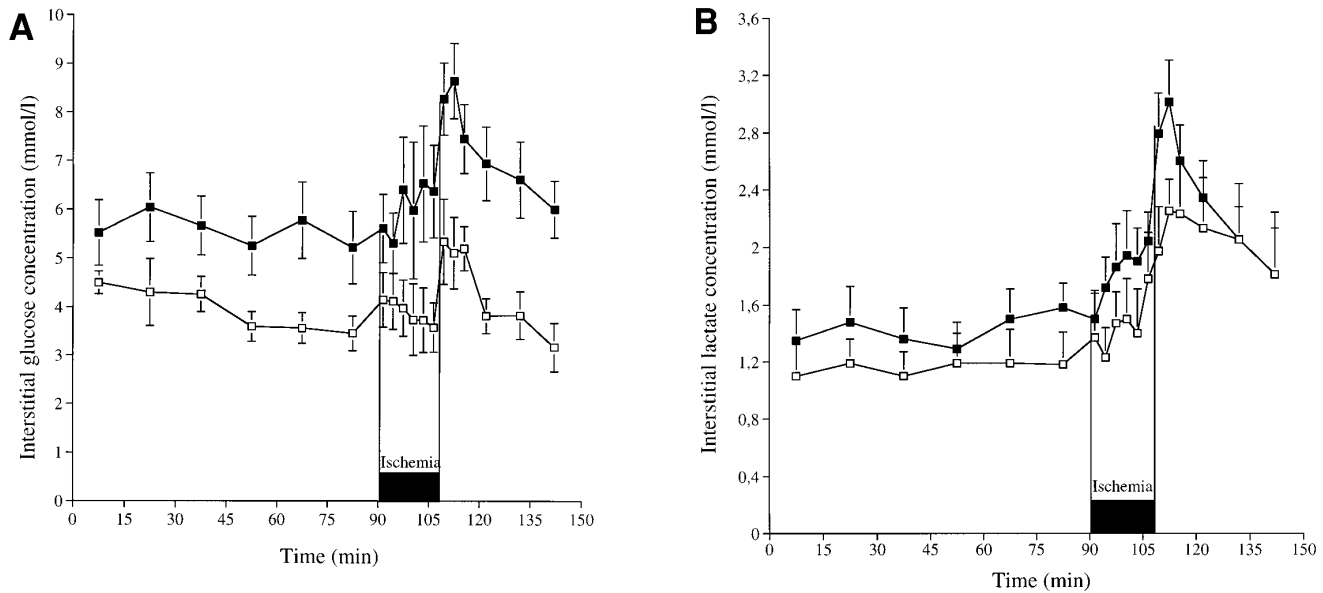 A
Interstitial glucose concentration (mmol/l)
10
9
8
7
6
5
4
3
2
1
0
Ischemia
0 15 30 45 60 75 90 105 120 135 150
Time (min)
B
Interstitial lactate concentration (mmol/l)
3,6
3,2
2,8
2,4
2
1,6
1,2
0,8
0,4
0
Ischemia
0 15 30 45 60 75 90 105 120 135 150
Time (min)